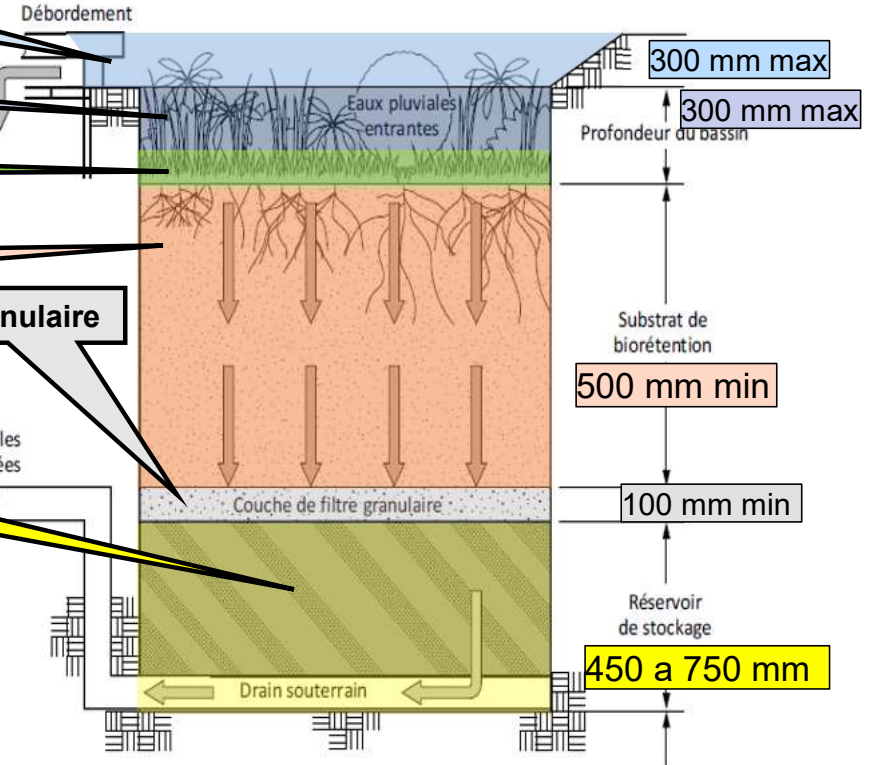 Débordement
300 mm max
Eaux pluviales
entrantes
300 mm max
Profondeur du bassin
nulaire
Substrat de
biorétention
500 mm min
les
ées
Couche de filtre granulaire
100 mm min
Réservoir
de stockage
450 a 750 mm
Drain souterrain